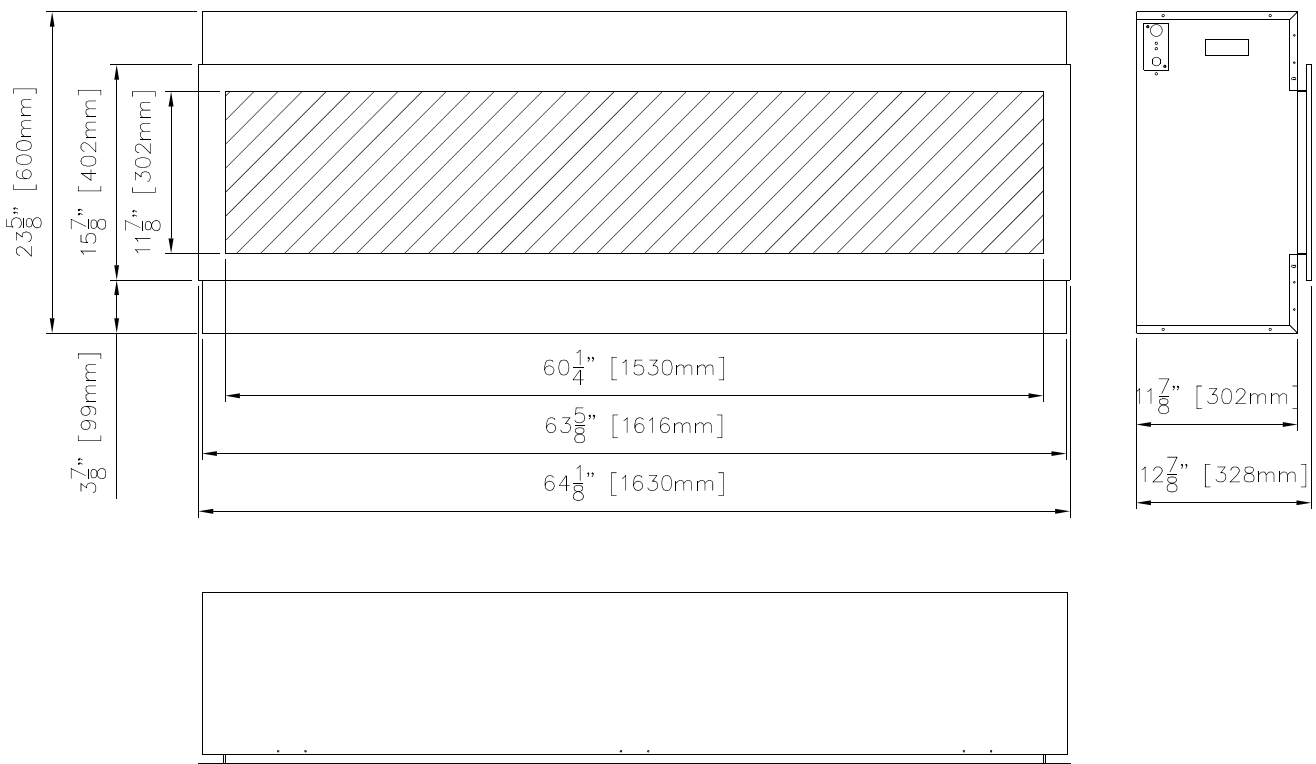 23 5/8" [600mm]
15 7/8" [402mm]
11 7/8" [302mm]
3 7/8" [99mm]
60 1/4" [1530mm]
63 5/8" [1616mm]
64 1/8" [1630mm]
11 7/8" [302mm]
12 7/8" [328mm]